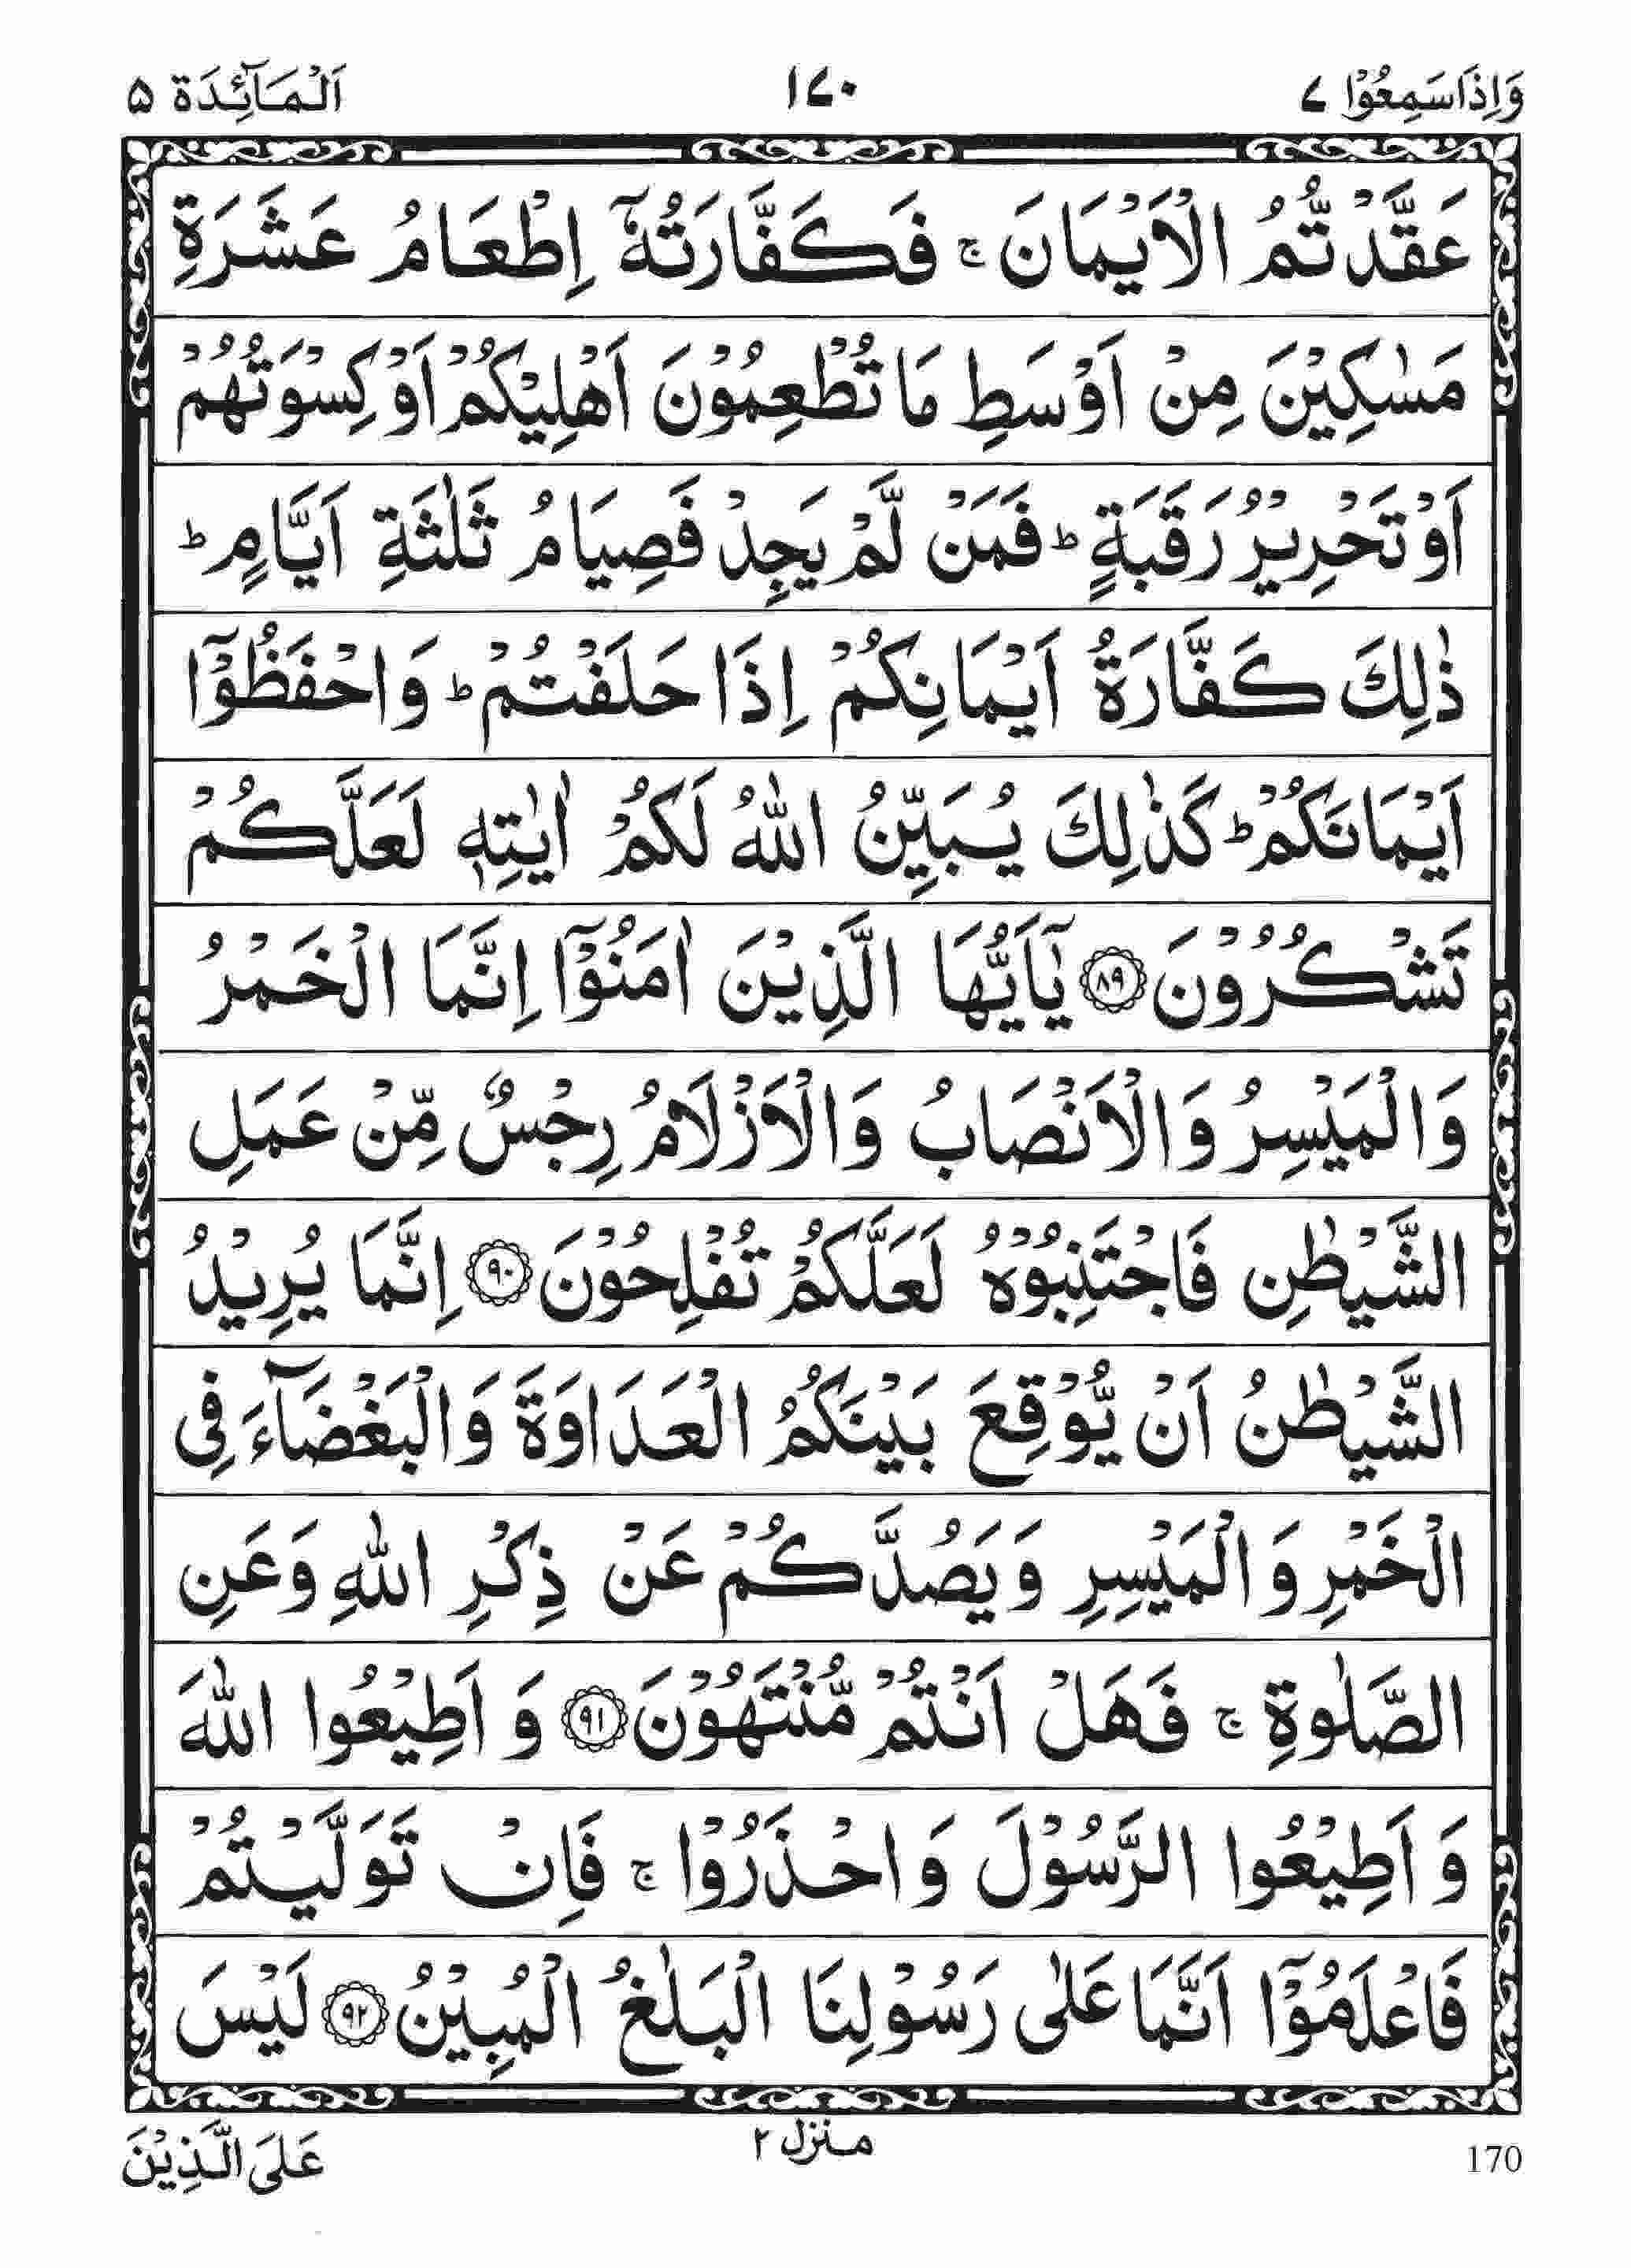 وَاِذَاسَمِعُوْا ٧ ١٧٠ اَلْمَآئِدَة ۵
عَقَّدْتُّمُ الْاَيْمَانَ ۚ فَكَفَّارَتُهٗۤ اِطْعَامُ عَشَرَةِ
مَسٰكِيْنَ مِنْ اَوْسَطِ مَا تُطْعِمُوْنَ اَهْلِيْكُمْ اَوْ كِسْوَتُهُمْ
اَوْ تَحْرِيْرُ رَقَبَةٍ ؕ فَمَنْ لَّمْ يَجِدْ فَصِيَامُ ثَلٰثَةِ اَيَّامٍ ؕ
ذٰلِكَ كَفَّارَةُ اَيْمَانِكُمْ اِذَا حَلَفْتُمْ ؕ وَاحْفَظُوْۤا
اَيْمَانَكُمْ ؕ كَذٰلِكَ يُبَيِّنُ اللّٰهُ لَكُمْ اٰيٰتِهٖ لَعَلَّكُمْ
تَشْكُرُوْنَ ﴿٨٩﴾ يٰۤاَيُّهَا الَّذِيْنَ اٰمَنُوْۤا اِنَّمَا الْخَمْرُ
وَالْمَيْسِرُ وَالْاَنْصَابُ وَالْاَزْلَامُ رِجْسٌ مِّنْ عَمَلِ
الشَّيْطٰنِ فَاجْتَنِبُوْهُ لَعَلَّكُمْ تُفْلِحُوْنَ ﴿٩٠﴾ اِنَّمَا يُرِيْدُ
الشَّيْطٰنُ اَنْ يُّوْقِعَ بَيْنَكُمُ الْعَدَاوَةَ وَالْبَغْضَآءَ فِى
الْخَمْرِ وَالْمَيْسِرِ وَيَصُدَّكُمْ عَنْ ذِكْرِ اللّٰهِ وَعَنِ
الصَّلٰوةِ ۚ فَهَلْ اَنْتُمْ مُّنْتَهُوْنَ ﴿٩١﴾ وَاَطِيْعُوا اللّٰهَ
وَاَطِيْعُوا الرَّسُوْلَ وَاحْذَرُوْا ۚ فَاِنْ تَوَلَّيْتُمْ
فَاعْلَمُوْۤا اَنَّمَا عَلٰى رَسُوْلِنَا الْبَلٰغُ الْمُبِيْنُ ﴿٩٢﴾ لَيْسَ
170 منزل ٢ عَلَى الَّذِيْنَ